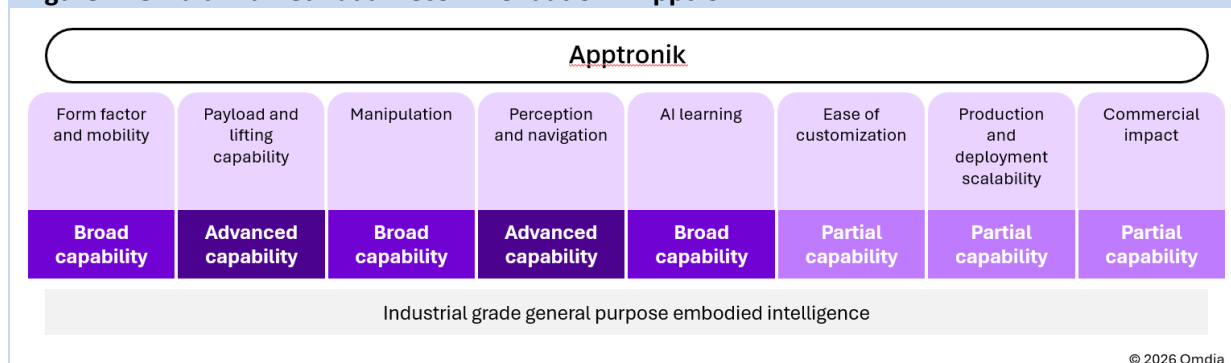 Apptronik
Form factor
and mobility
Payload and
lifting
capability
Manipulation
Perception
and navigation
AI learning
Ease of
customization
Production
and
deployment
scalability
Commercial
impact
Broad
capability
Advanced
capability
Broad
capability
Advanced
capability
Broad
capability
Partial
capability
Partial
capability
Partial
capability
Industrial grade general purpose embodied intelligence
© 2026 Omdia